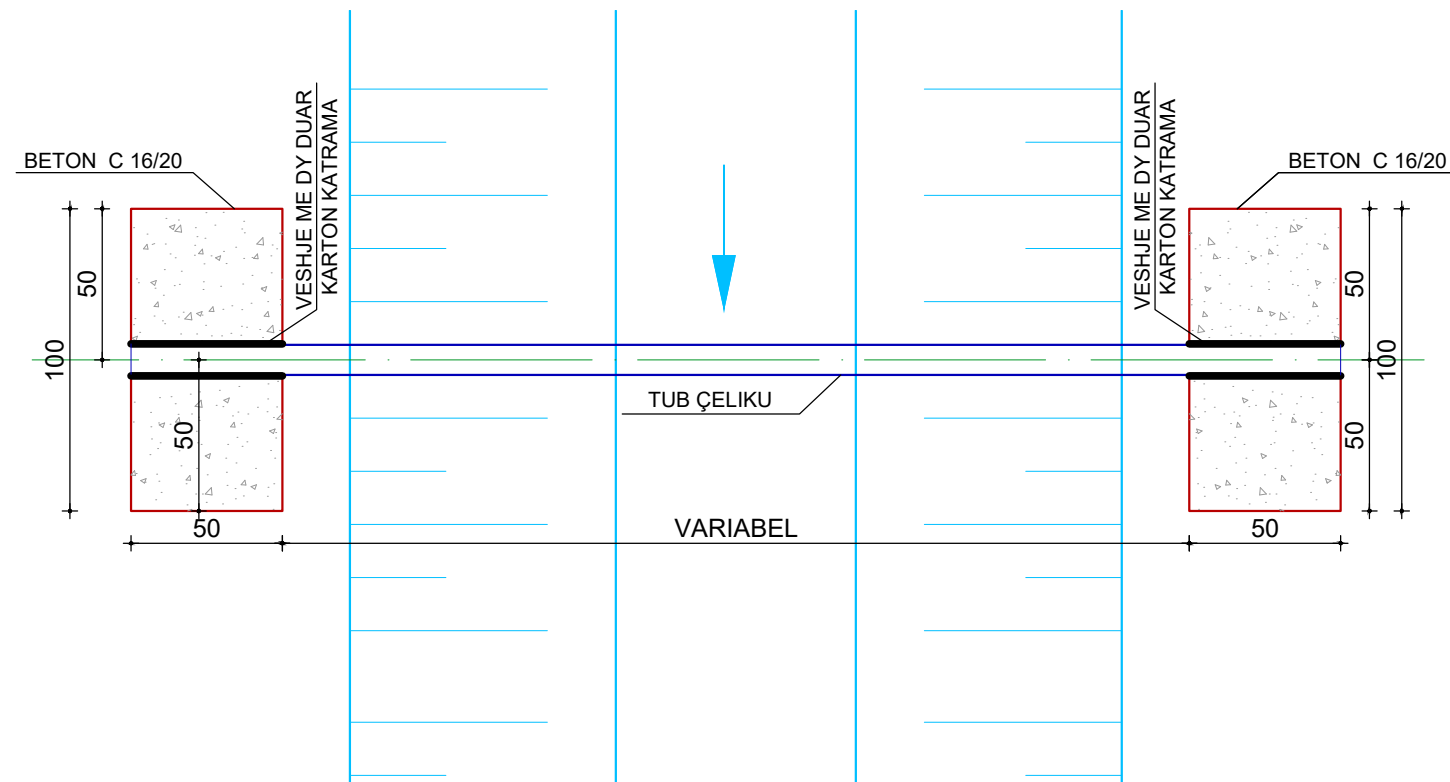 BETON C 16/20
VESHJE ME DY DUAR
KARTON KATRAMA
VESHJE ME DY DUAR
KARTON KATRAMA
BETON C 16/20
50
100
50
50
100
50
TUB ÇELIKU
50
VARIABEL
50